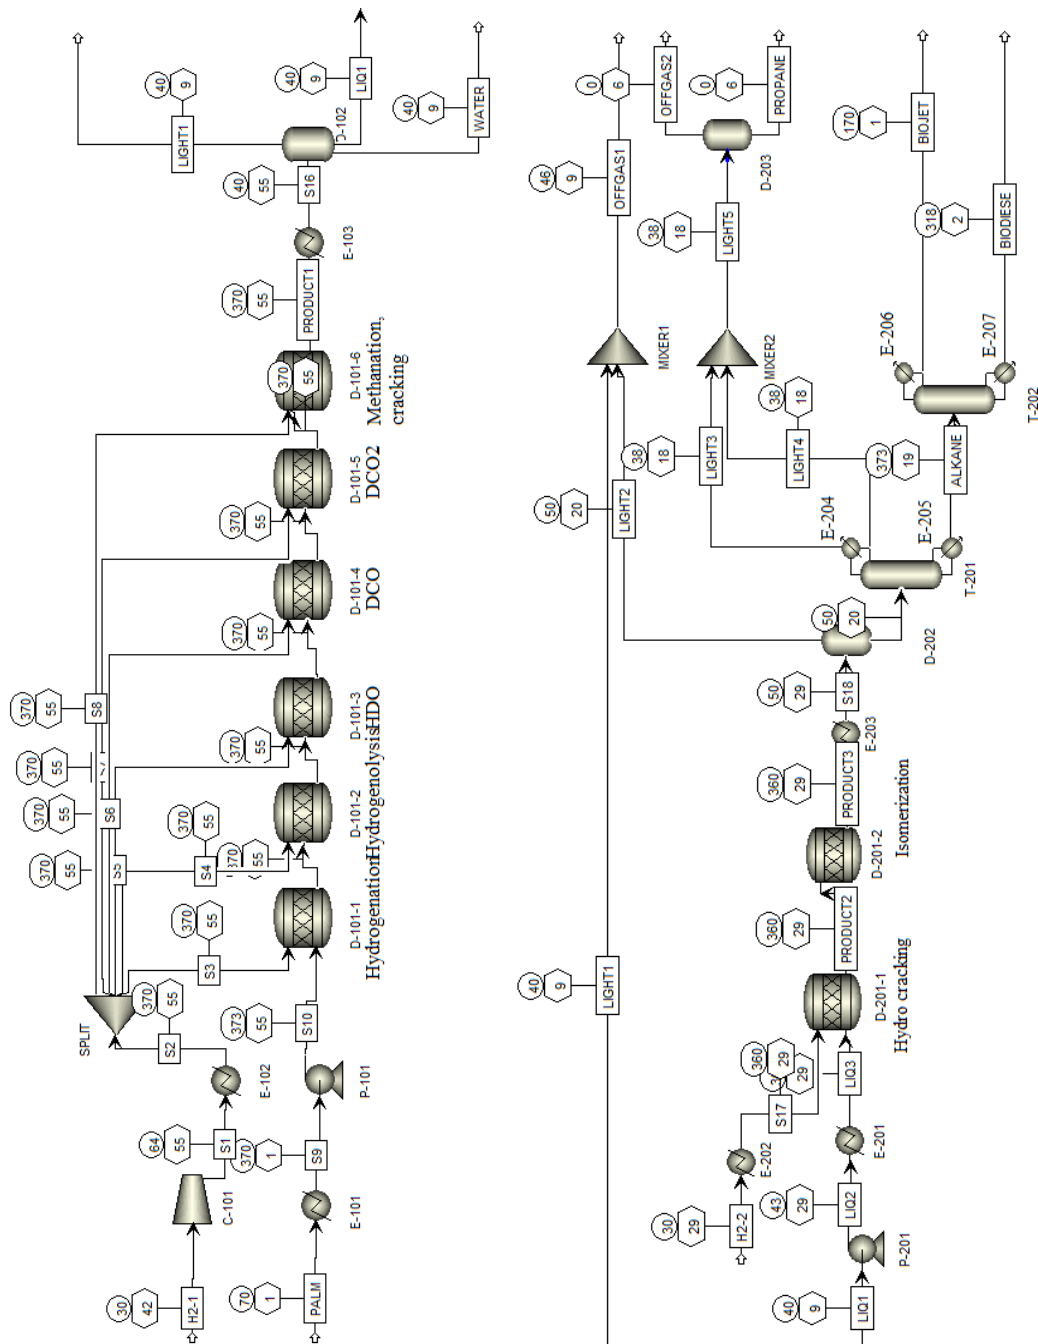 30
42
H2-1
C-101
64
55
S1
E-102
370
55
S2
SPLIT
70
1
PALM
E-101
370
1
S9
P-101
373
55
S10
370
55
S3
370
55
S4
370
55
S5
370
55
S6
370
55
370
55
S8
D-101-1
Hydrogenation
370
55
D-101-2
Hydrogenolysis
370
55
D-101-3
HDO
370
55
D-101-4
DCO
370
55
D-101-5
DCO2
370
55
D-101-6
Methanation,
cracking
370
55
PRODUCT1
E-103
40
55
S16
D-102
40
9
LIGHT1
40
9
LIQ1
40
9
WATER
40
9
LIGHT1
40
9
LIQ1
P-201
43
29
LIQ2
E-201
29
LIQ3
30
29
H2-2
E-202
360
29
S17
D-201-1
Hydro cracking
360
29
PRODUCT2
D-201-2
Isomerization
360
29
PRODUCT3
E-203
50
29
S18
D-202
50
20
50
20
LIGHT2
T-201
E-204
E-205
38
18
LIGHT3
38
18
LIGHT4
373
19
ALKANE
MIXER1
MIXER2
46
9
OFFGAS1
38
18
LIGHT5
D-203
0
6
OFFGAS2
0
6
PROPANE
T-202
E-206
E-207
170
1
BIOJET
318
2
BIODIESE